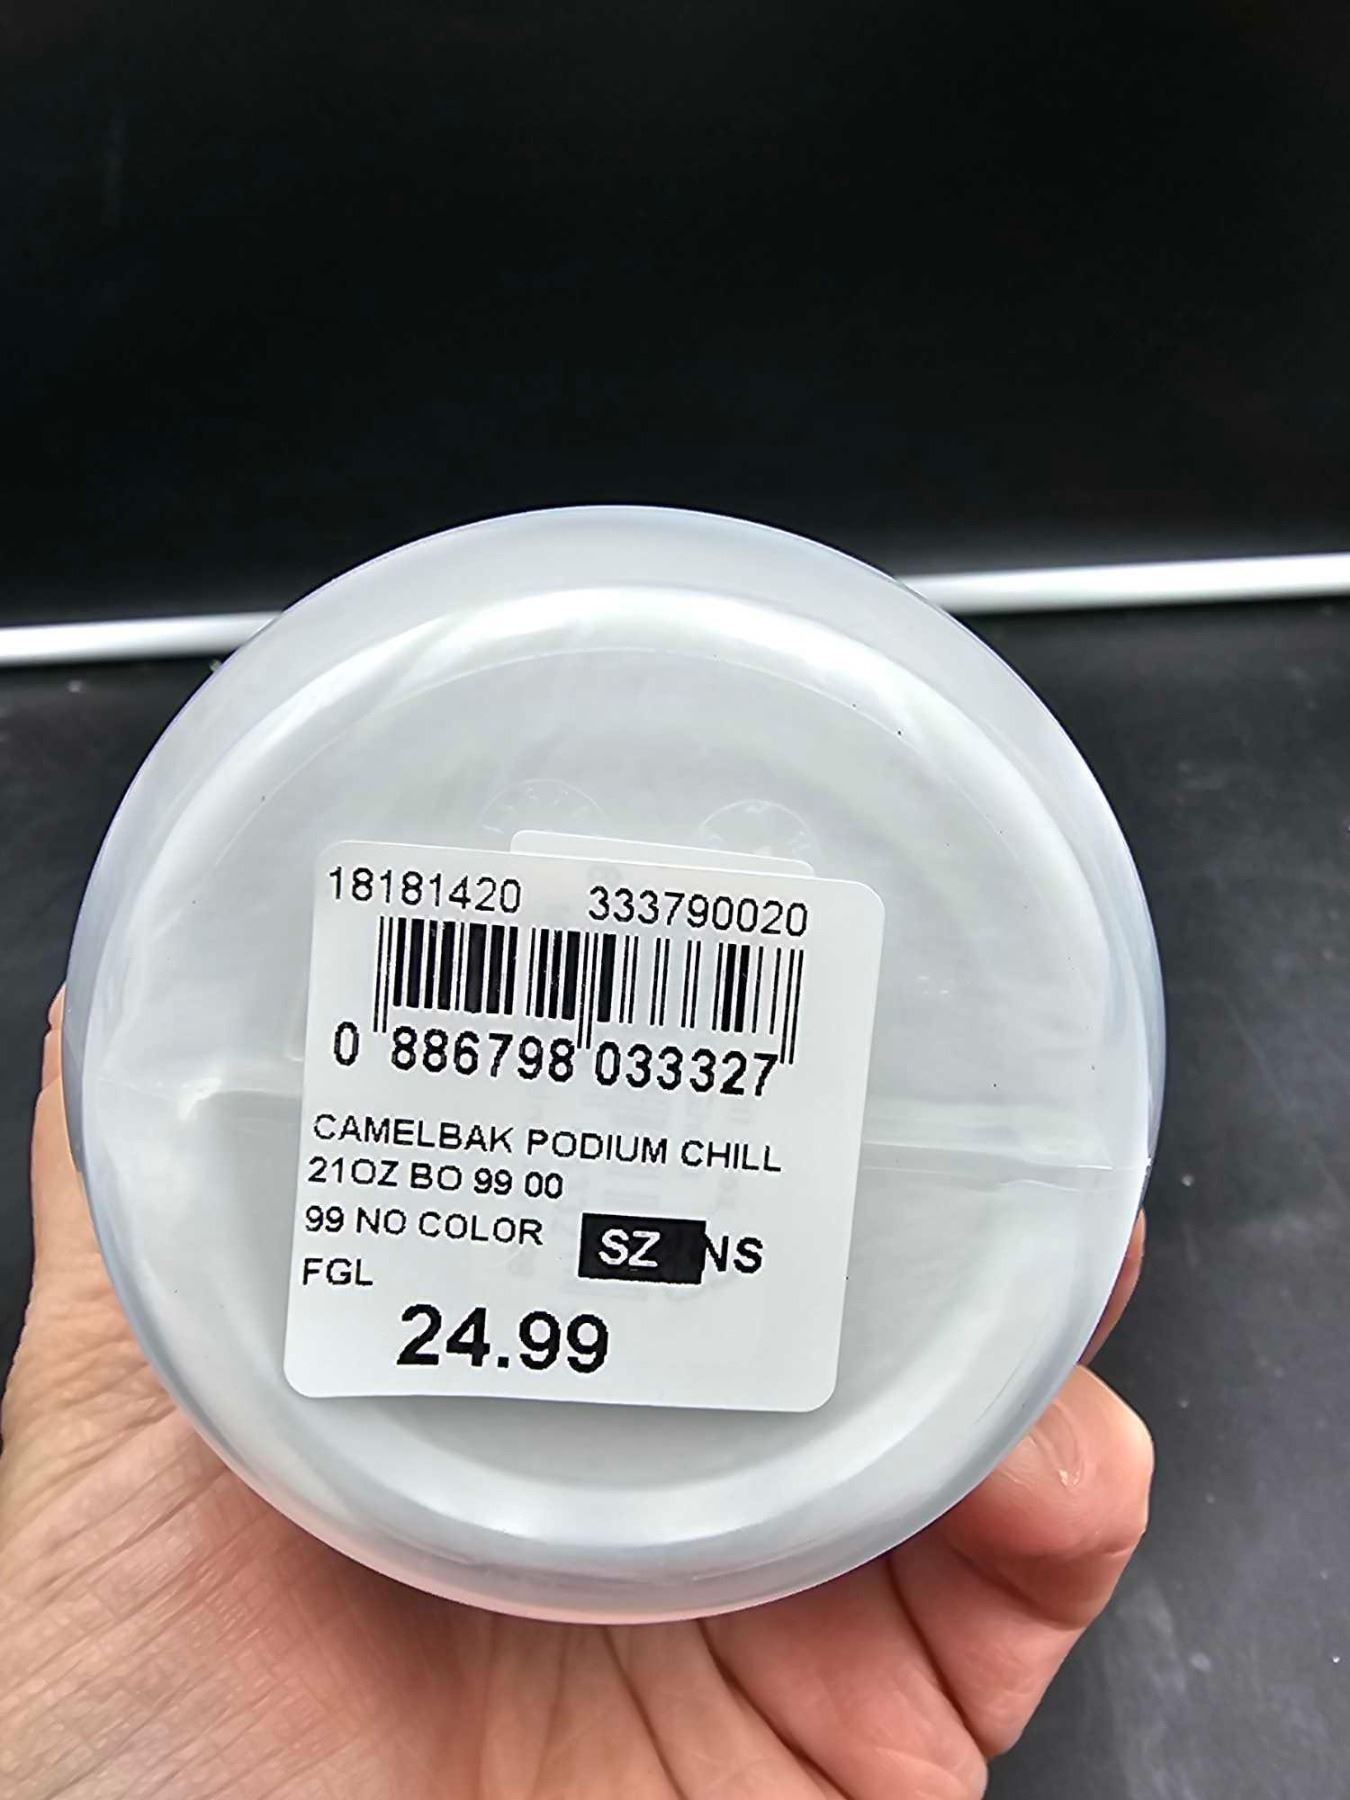 18181420 333790020
0 886798 033327
CAMELBAK PODIUM CHILL
21OZ BO 99 00
99 NO COLOR SZ NS
FGL
24.99